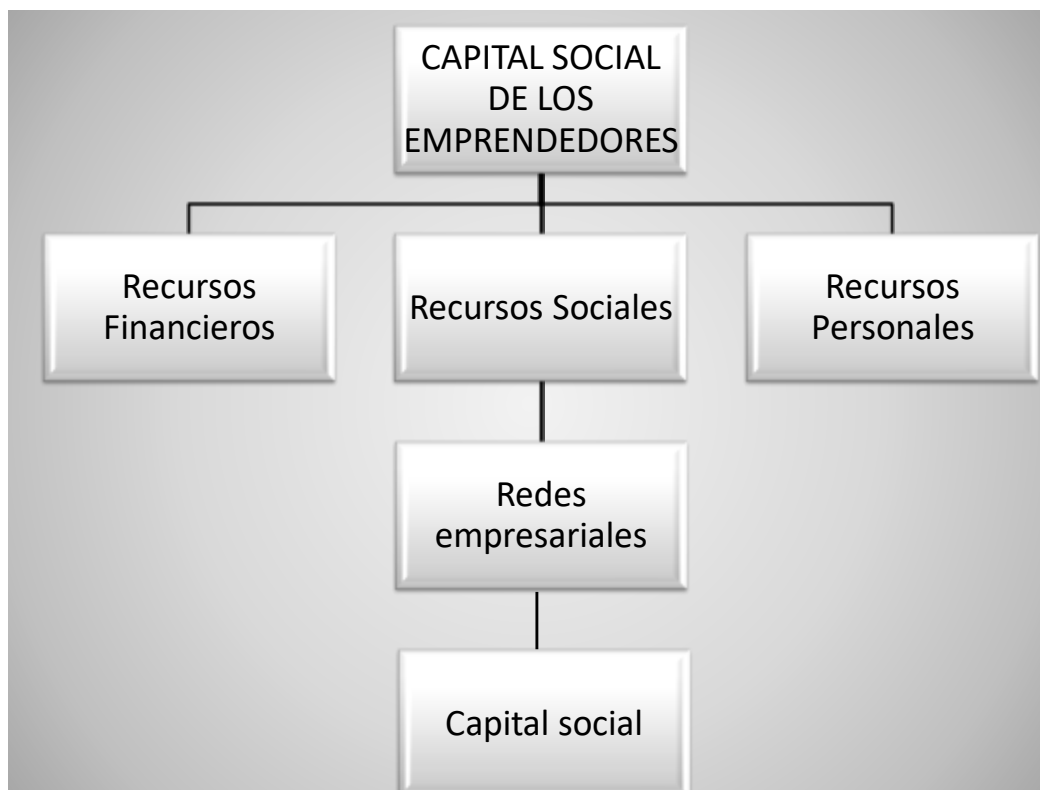 CAPITAL SOCIAL
DE LOS
EMPRENDEDORES
Recursos
Financieros
Recursos Sociales
Recursos
Personales
Redes
empresariales
Capital social